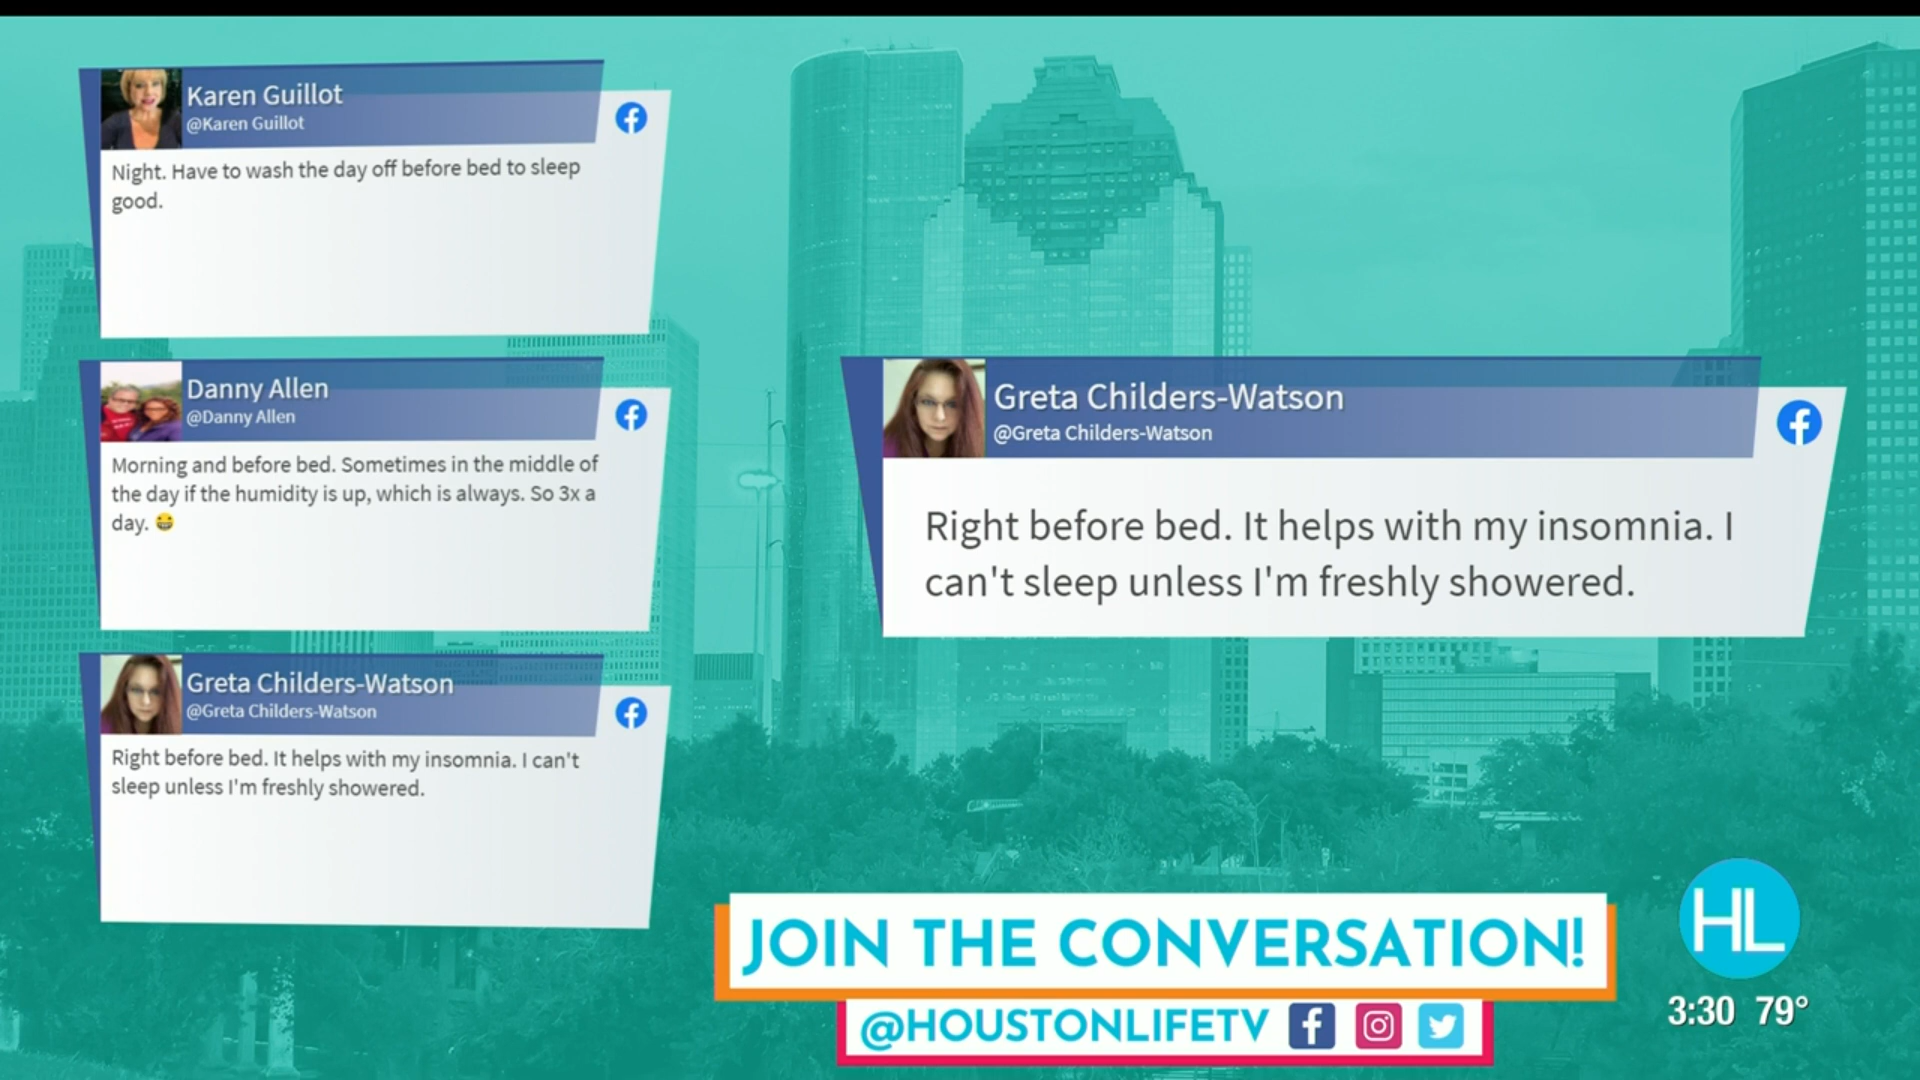 Karen Guillot
@Karen Guillot
Night. Have to wash the day off before bed to sleep
good.
Danny Allen
@Danny Allen
Morning and before bed. Sometimes in the middle of
the day if the humidity is up, which is always. So 3x a
day. 😀
Greta Childers-Watson
@Greta Childers-Watson
Right before bed. It helps with my insomnia. I can't
sleep unless I'm freshly showered.
Greta Childers-Watson
@Greta Childers-Watson
Right before bed. It helps with my insomnia. I
can't sleep unless I'm freshly showered.
JOIN THE CONVERSATION!
@HOUSTONLIFETV
HL
3:30 79°